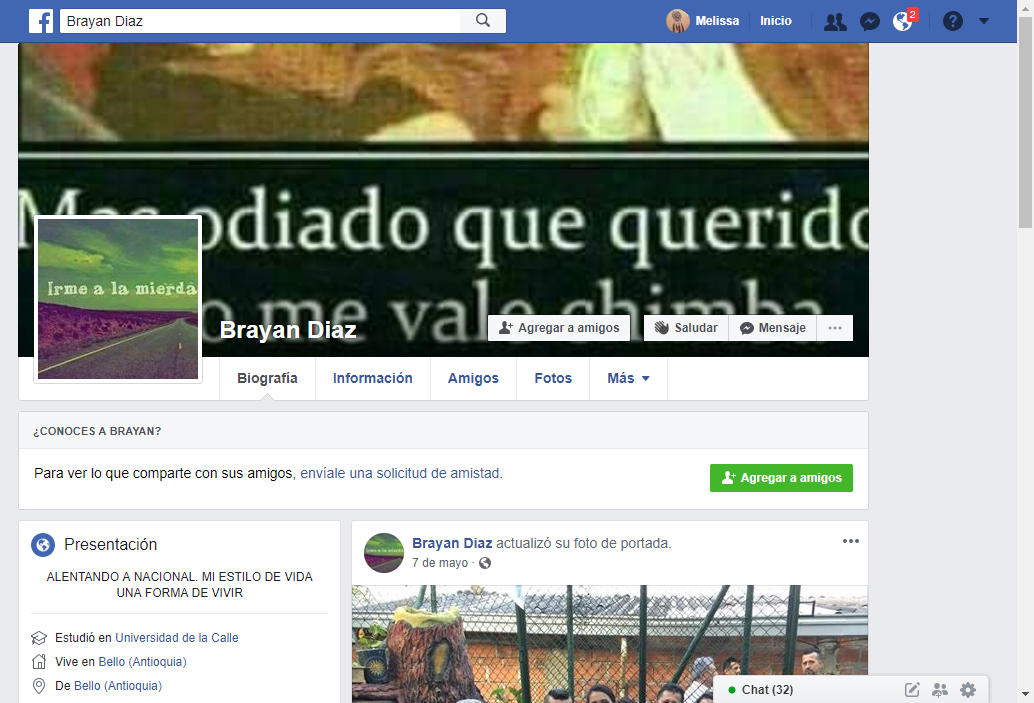 Brayan Diaz
Melissa
Inicio
2
Mas odiado que querido
o me vale chimba
Irme a la mierda
Brayan Diaz
Agregar a amigos
Saludar
Mensaje
Biografía
Información
Amigos
Fotos
Más
¿CONOCES A BRAYAN?
Para ver lo que comparte con sus amigos, envíale una solicitud de amistad.
Agregar a amigos
Presentación
ALENTANDO A NACIONAL. MI ESTILO DE VIDA
UNA FORMA DE VIVIR
Estudió en Universidad de la Calle
Vive en Bello (Antioquia)
De Bello (Antioquia)
Brayan Diaz actualizó su foto de portada.
7 de mayo ·
Chat (32)